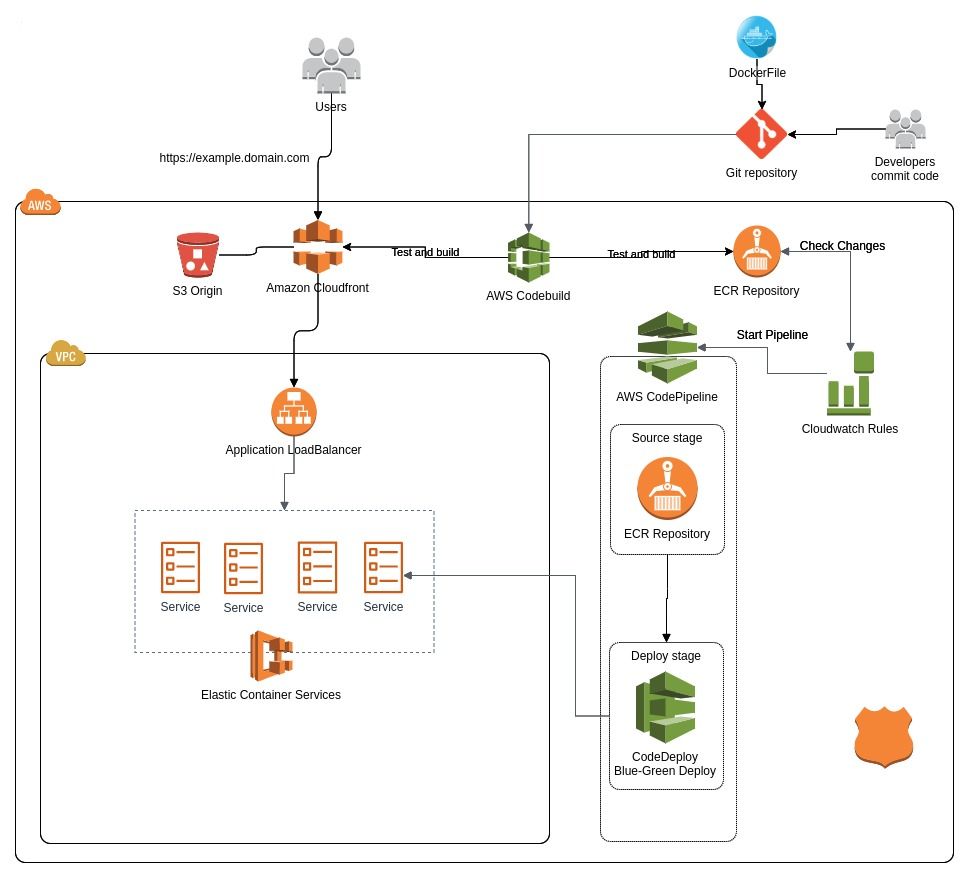 DockerFile
Users
https://example.domain.com
Git repository
Developers
commit code
AWS
Test and build
Test and build
Check Changes
S3 Origin
Amazon Cloudfront
AWS Codebuild
ECR Repository
Start Pipeline
VPC
AWS CodePipeline
Cloudwatch Rules
Application LoadBalancer
Source stage
ECR Repository
Service
Service
Service
Service
Elastic Container Services
Deploy stage
CodeDeploy
Blue-Green Deploy